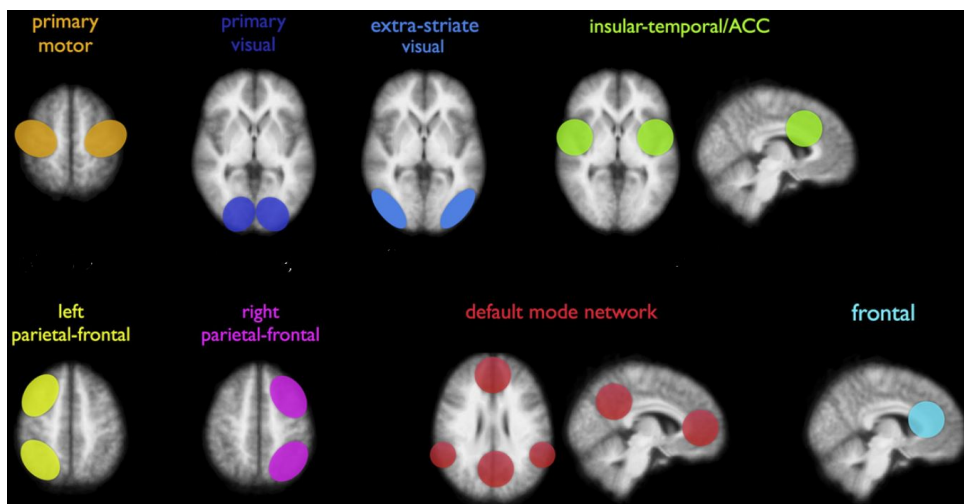 primary
motor
primary
visual
extra-striate
visual
insular-temporal/ACC
left
parietal-frontal
right
parietal-frontal
default mode network
frontal